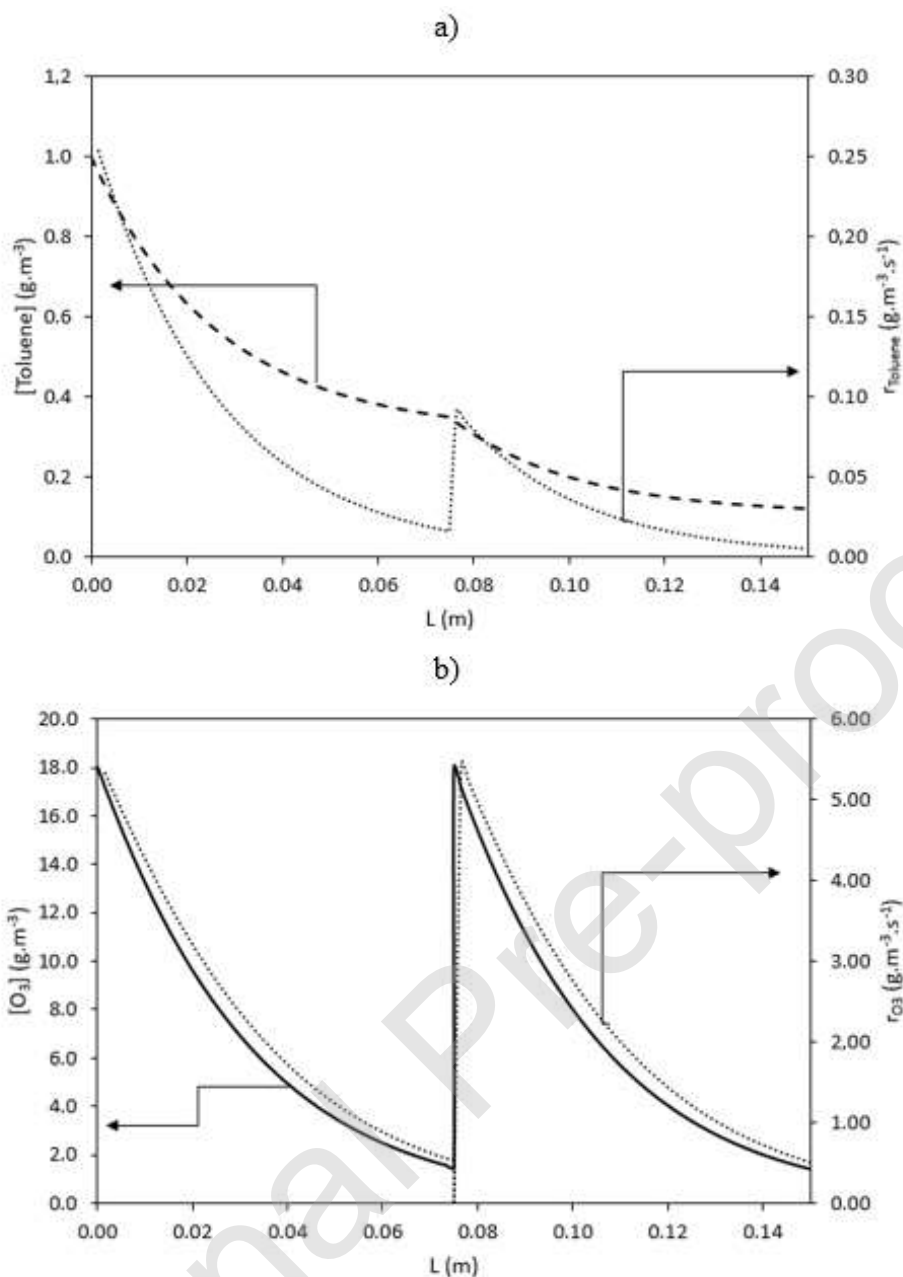 a)
1,2
1.0
0.8
0.6
0.4
0.2
0.0
[Toluene] (g.m⁻³)
0.30
0.25
0,20
0.15
0.10
0.05
0.00
rToluene (g.m⁻³.s⁻¹)
0.00 0.02 0.04 0.06 0.08 0.10 0.12 0.14
L (m)
b)
20.0
18.0
16.0
14.0
12.0
10.0
8.0
6.0
4.0
2.0
0.0
[O₃] (g.m⁻³)
6.00
5.00
4.00
3.00
2.00
1.00
0.00
rO3 (g.m⁻³.s⁻¹)
0.00 0.02 0.04 0.06 0.08 0.10 0.12 0.14
L (m)
nal Pre-proo